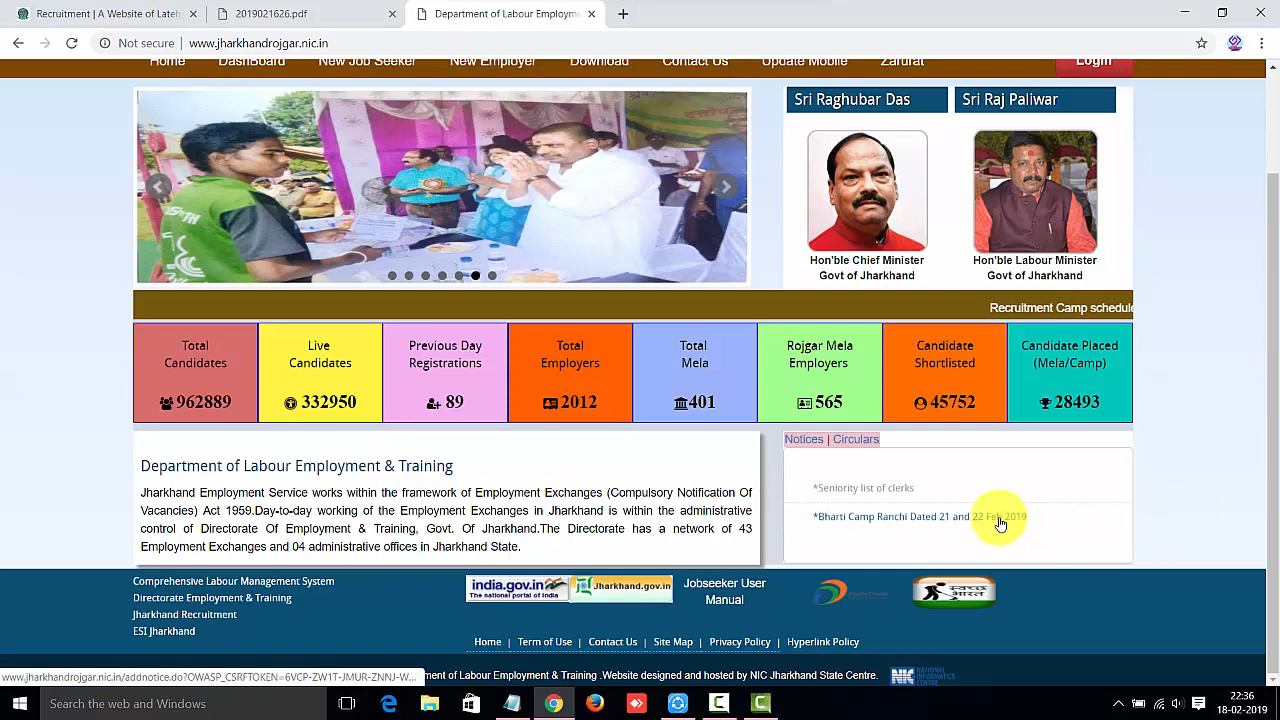 Recruitment | A Website of Lateh
2019021626.pdf
Department of Labour Employm
Not secure | www.jharkhandrojgar.nic.in
Home DashBoard New Job Seeker New Employer Download Contact Us Update Mobile Zarurat Login
Sri Raghubar Das
Sri Raj Paliwar
Hon'ble Chief Minister
Govt of Jharkhand
Hon'ble Labour Minister
Govt of Jharkhand
Recruitment Camp schedule
Total
Candidates
962889
Live
Candidates
332950
Previous Day
Registrations
89
Total
Employers
2012
Total
Mela
401
Rojgar Mela
Employers
565
Candidate
Shortlisted
45752
Candidate Placed
(Mela/Camp)
28493
Department of Labour Employment & Training
Jharkhand Employment Service works within the framework of Employment Exchanges (Compulsory Notification Of
Vacancies) Act 1959.Day-to-day working of the Employment Exchanges in Jharkhand is within the administrative
control of Directorate Of Employment & Training, Govt. Of Jharkhand.The Directorate has a network of 43
Employment Exchanges and 04 administrative offices in Jharkhand State.
Notices | Circulars
*Seniority list of clerks
*Bharti Camp Ranchi Dated 21 and 22 Feb 2019
Comprehensive Labour Management System
Directorate Employment & Training
Jharkhand Recruitment
ESI Jharkhand
india.gov.in
The national portal of India
Jharkhand.gov.in
Jobseeker User
Manual
Home | Term of Use | Contact Us | Site Map | Privacy Policy | Hyperlink Policy
ment of Labour Employment & Training .Website designed and hosted by NIC Jharkhand State Centre.
NIC NATIONAL
INFORMATICS
CENTRE
www.jharkhandrojgar.nic.in/addnotice.do
Search the web and Windows
22:36
18-02-2019